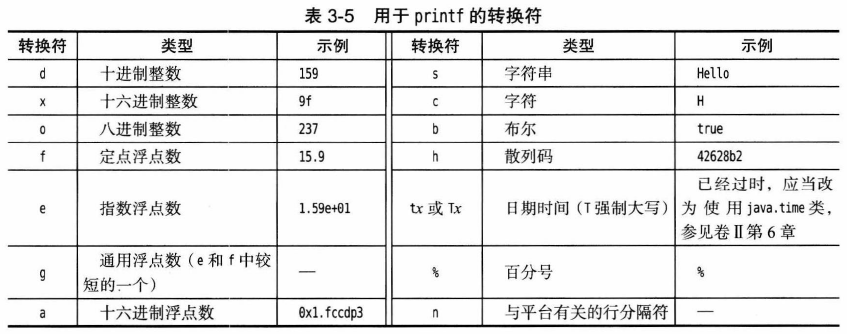 表 3-5 用于 printf 的转换符
转换符 类型 示例 转换符 类型 示例
d 十进制整数 159 s 字符串 Hello
x 十六进制整数 9f c 字符 H
o 八进制整数 237 b 布尔 true
f 定点浮点数 15.9 h 散列码 42628b2
e 指数浮点数 1.59e+01 tx 或 Tx 日期时间（T 强制大写） 已经过时，应当改
为使用 java.time 类，
参见卷Ⅱ第 6 章
g 通用浮点数（e 和 f 中较
短的一个） — % 百分号 %
a 十六进制浮点数 0x1.fccdp3 n 与平台有关的行分隔符 —